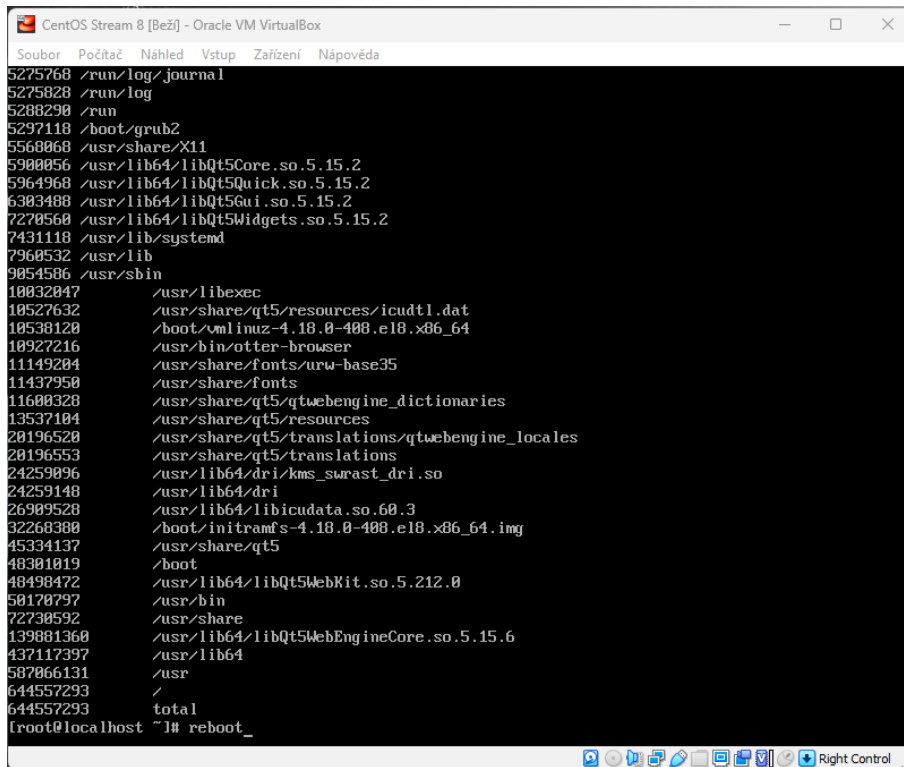 CentOS Stream 8 [Beží] - Oracle VM VirtualBox
Soubor Počítač Náhled Vstup Zařízení Nápověda
5275768 /run/log/journal
5275828 /run/log
5288290 /run
5297118 /boot/grub2
5568068 /usr/share/X11
5900056 /usr/lib64/libQt5Core.so.5.15.2
5964968 /usr/lib64/libQt5Quick.so.5.15.2
6303488 /usr/lib64/libQt5Gui.so.5.15.2
7270560 /usr/lib64/libQt5Widgets.so.5.15.2
7431118 /usr/lib/systemd
7960532 /usr/lib
9054586 /usr/sbin
10032047 /usr/libexec
10527632 /usr/share/qt5/resources/icudtl.dat
10538120 /boot/vmlinuz-4.18.0-408.el8.x86_64
10927216 /usr/bin/otter-browser
11149204 /usr/share/fonts/urw-base35
11437950 /usr/share/fonts
11600328 /usr/share/qt5/qtwebengine_dictionaries
13537104 /usr/share/qt5/resources
20196520 /usr/share/qt5/translations/qtwebengine_locales
20196553 /usr/share/qt5/translations
24259096 /usr/lib64/dri/kms_swrast_dri.so
24259148 /usr/lib64/dri
26909528 /usr/lib64/libicudata.so.60.3
32268380 /boot/initramfs-4.18.0-408.el8.x86_64.img
45334137 /usr/share/qt5
48301019 /boot
48498472 /usr/lib64/libQt5WebKit.so.5.212.0
50170797 /usr/bin
72730592 /usr/share
139881360 /usr/lib64/libQt5WebEngineCore.so.5.15.6
437117397 /usr/lib64
587066131 /usr
644557293 /
644557293 total
[root@localhost ~]# reboot_
Right Control